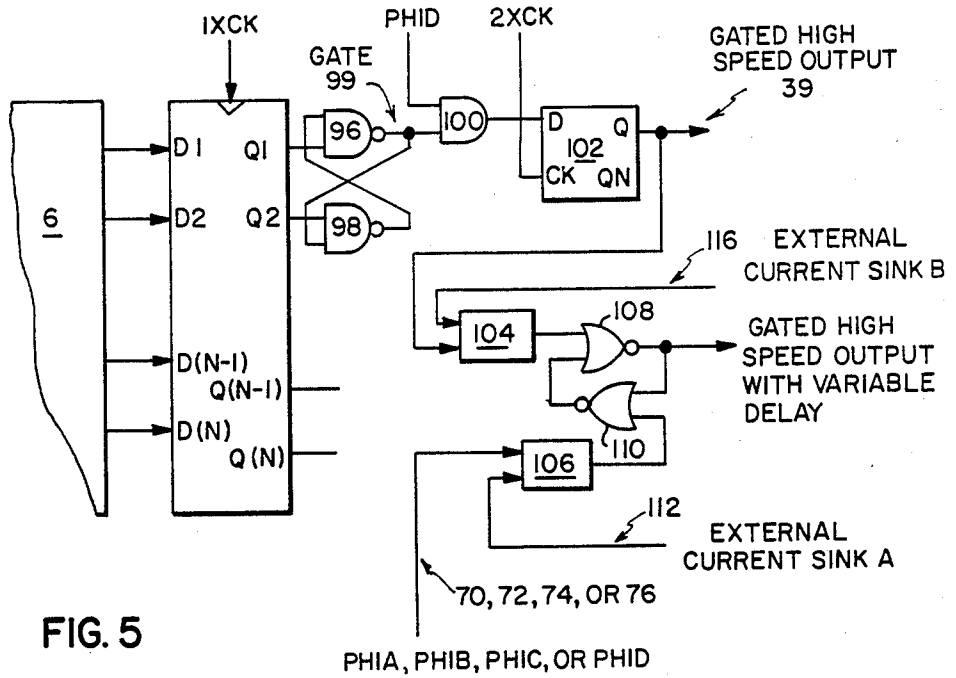 1XCK
PHID
2XCK
GATE
99
GATED HIGH
SPEED OUTPUT
39
6
D1
Q1
D2
Q2
D(N-1)
Q(N-1)
D(N)
Q(N)
96
98
100
D
Q
102
CK
QN
116
EXTERNAL
CURRENT SINK B
104
108
GATED HIGH
SPEED OUTPUT
WITH VARIABLE
DELAY
110
106
112
EXTERNAL
CURRENT SINK A
70, 72, 74, OR 76
FIG. 5
PHIA, PHIB, PHIC, OR PHID